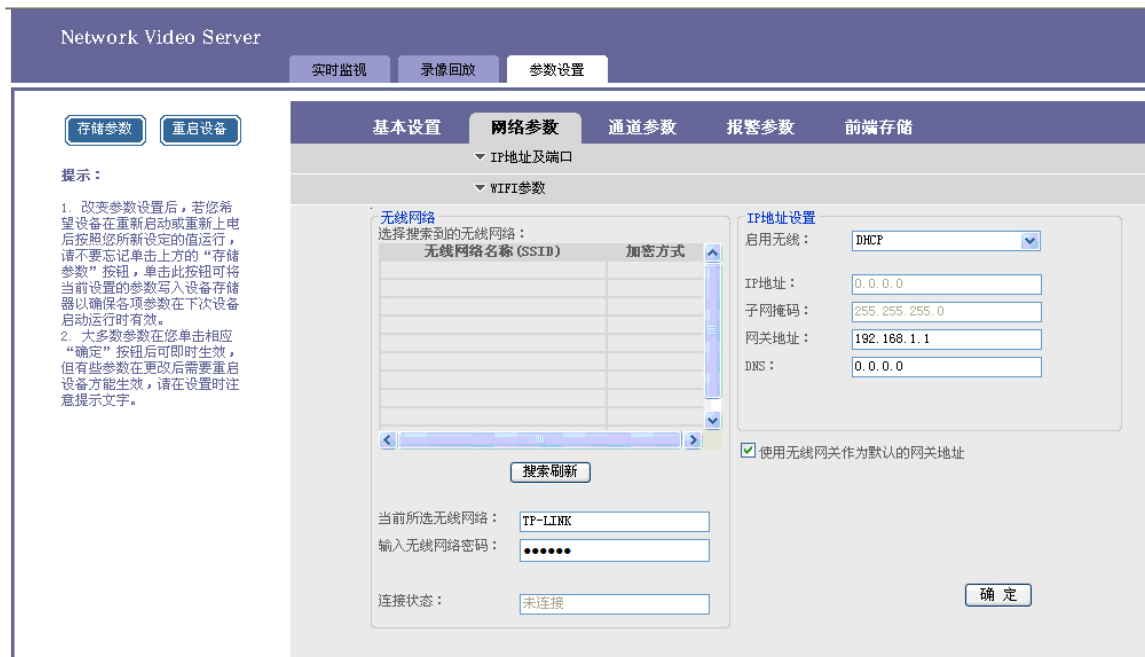 Network Video Server
实时监视 录像回放 参数设置
存储参数 重启设备
提示：
1. 改变参数设置后，若您希
望设备在重新启动或重新上电
后按照您所新设定的值运行，
请不要忘记单击上方的“存储
参数”按钮，单击此按钮可将
当前设置的参数写入设备存储
器以确保各项参数在下次设备
启动运行时有效。
2. 大多数参数在您单击相应
“确定”按钮后可即时生效，
但有些参数在更改后需要重启
设备方能生效，请在设置时注
意提示文字。
基本设置 网络参数 通道参数 报警参数 前端存储
IP地址及端口
WIFI参数
无线网络
选择搜索到的无线网络：
无线网络名称(SSID) 加密方式
搜索刷新
当前所选无线网络： TP-LINK
输入无线网络密码： ●●●●●●
连接状态： 未连接
IP地址设置
启用无线： DHCP
IP地址： 0.0.0.0
子网掩码： 255.255.255.0
网关地址： 192.168.1.1
DNS： 0.0.0.0
使用无线网关作为默认的网关地址
确 定